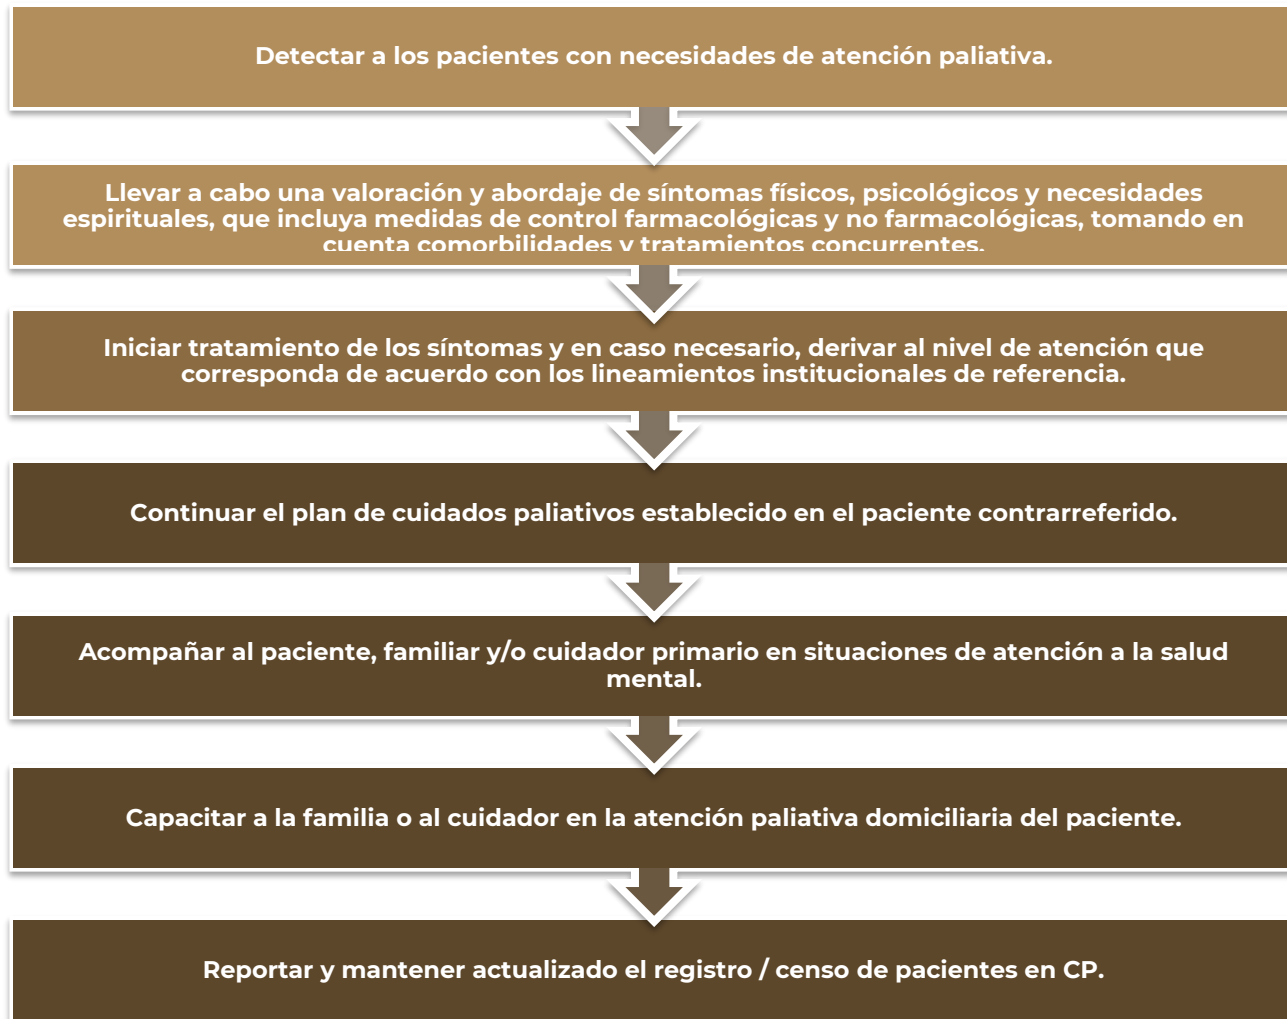 Detectar a los pacientes con necesidades de atención paliativa.
Llevar a cabo una valoración y abordaje de síntomas físicos, psicológicos y necesidades
espirituales, que incluya medidas de control farmacológicas y no farmacológicas, tomando en
cuenta comorbilidades y tratamientos concurrentes.
Iniciar tratamiento de los síntomas y en caso necesario, derivar al nivel de atención que
corresponda de acuerdo con los lineamientos institucionales de referencia.
Continuar el plan de cuidados paliativos establecido en el paciente contrarreferido.
Acompañar al paciente, familiar y/o cuidador primario en situaciones de atención a la salud
mental.
Capacitar a la familia o al cuidador en la atención paliativa domiciliaria del paciente.
Reportar y mantener actualizado el registro / censo de pacientes en CP.